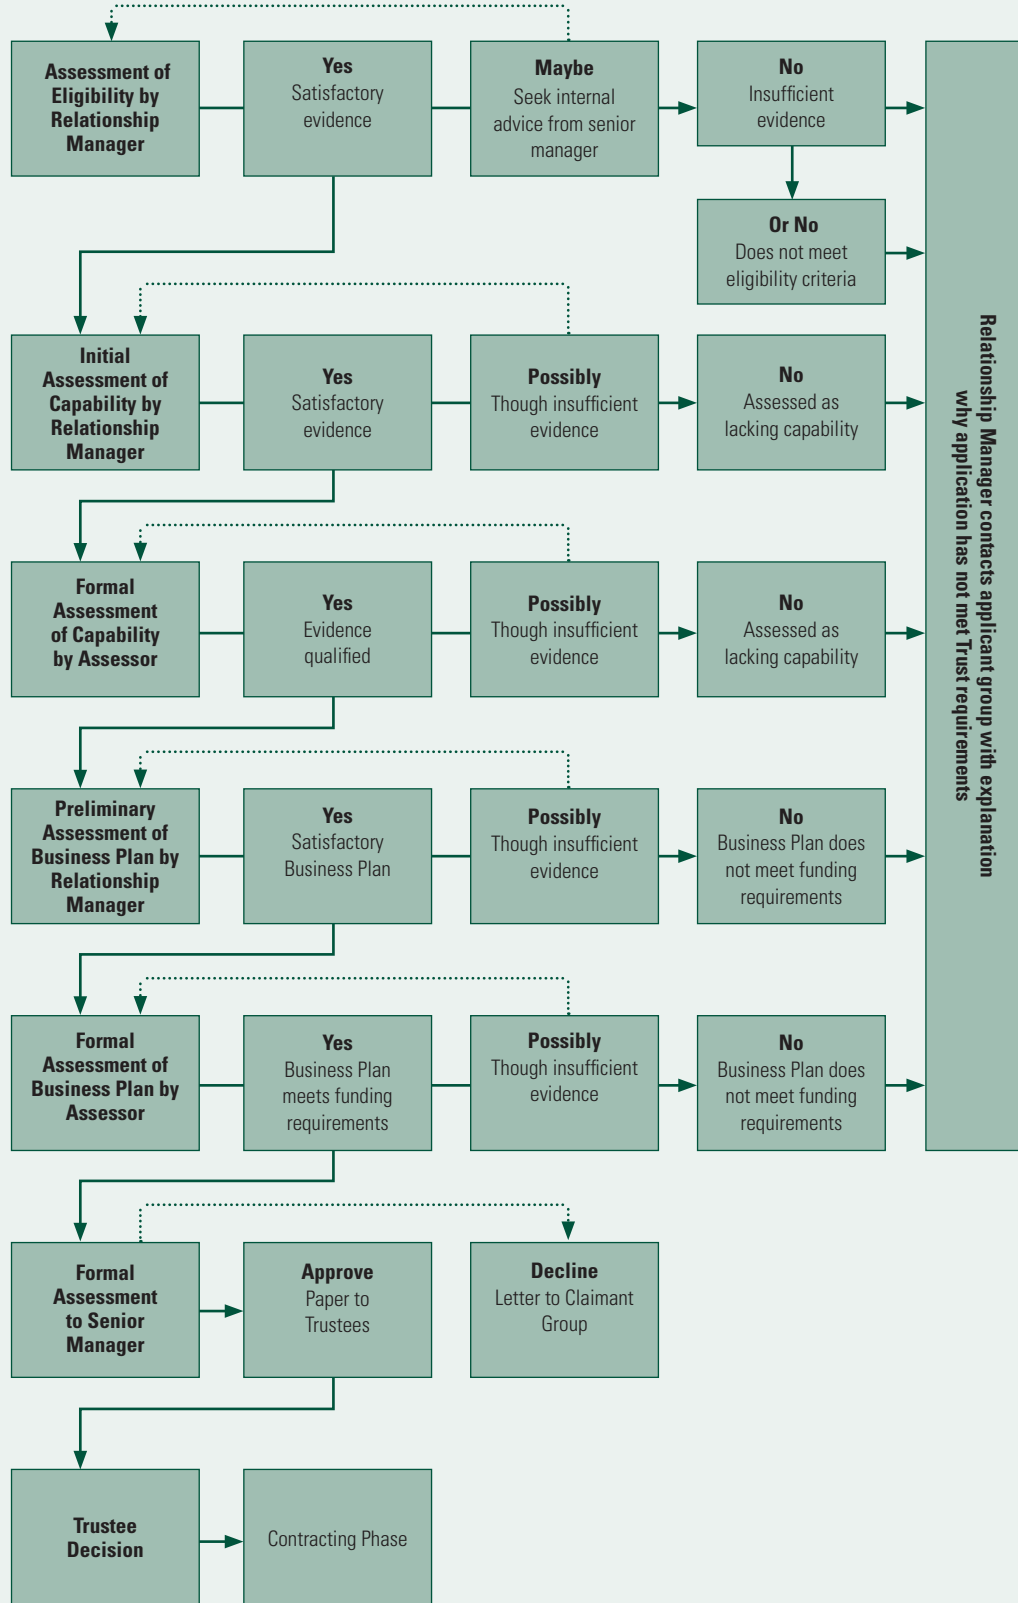 Assessment of
Eligibility by
Relationship
Manager
Yes
Satisfactory
evidence
Maybe
Seek internal
advice from senior
manager
No
Insufficient
evidence
Or No
Does not meet
eligibility criteria
Relationship Manager contacts applicant group with explanation
why application has not met Trust requirements
Initial
Assessment of
Capability by
Relationship
Manager
Yes
Satisfactory
evidence
Possibly
Though insufficient
evidence
No
Assessed as
lacking capability
Formal
Assessment
of Capability
by Assessor
Yes
Evidence
qualified
Possibly
Though insufficient
evidence
No
Assessed as
lacking capability
Preliminary
Assessment of
Business Plan by
Relationship
Manager
Yes
Satisfactory
Business Plan
Possibly
Though insufficient
evidence
No
Business Plan does
not meet funding
requirements
Formal
Assessment of
Business Plan by
Assessor
Yes
Business Plan
meets funding
requirements
Possibly
Though insufficient
evidence
No
Business Plan does
not meet funding
requirements
Formal
Assessment
to Senior
Manager
Approve
Paper to
Trustees
Decline
Letter to Claimant
Group
Trustee
Decision
Contracting Phase